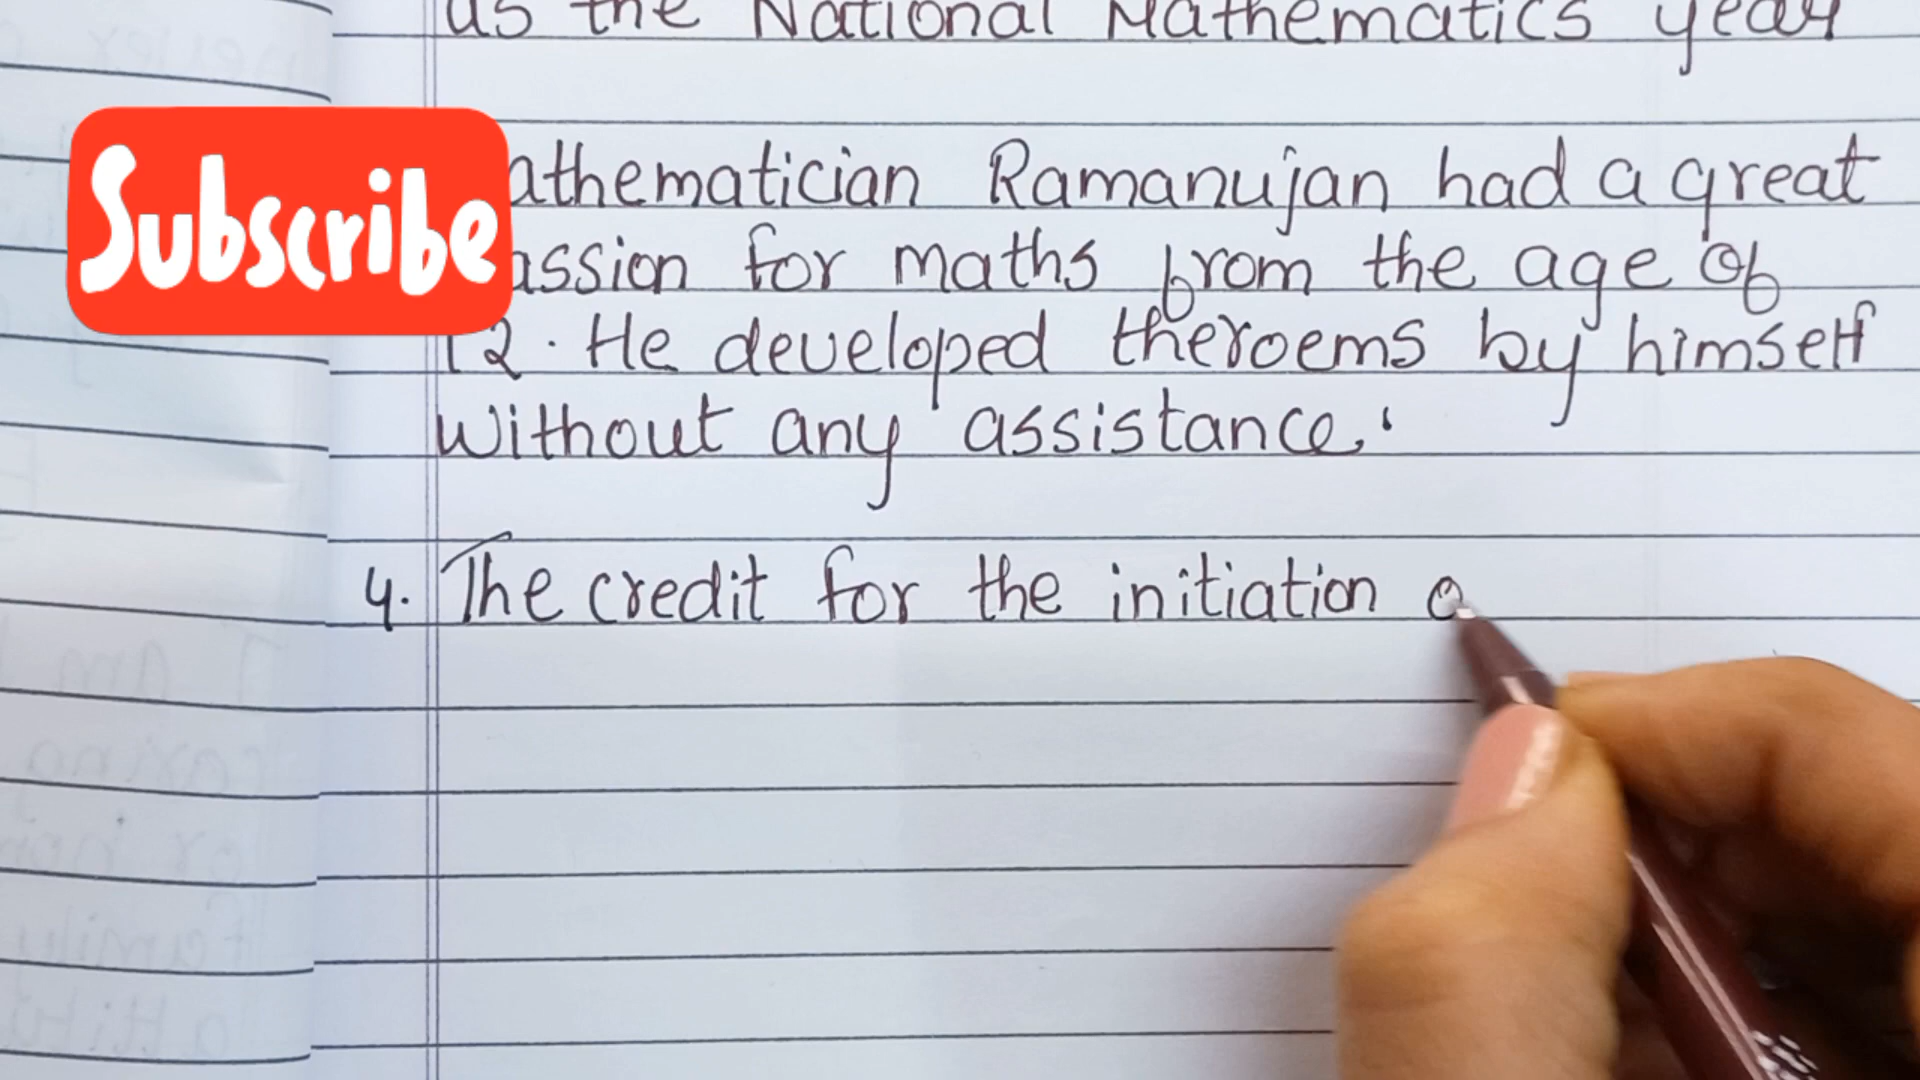 as the National Mathematics year
Subscribe
athematician Ramanujan had a great
assion for maths from the age of
12. He developed theroems by himself
without any assistance.
4. The credit for the initiation o